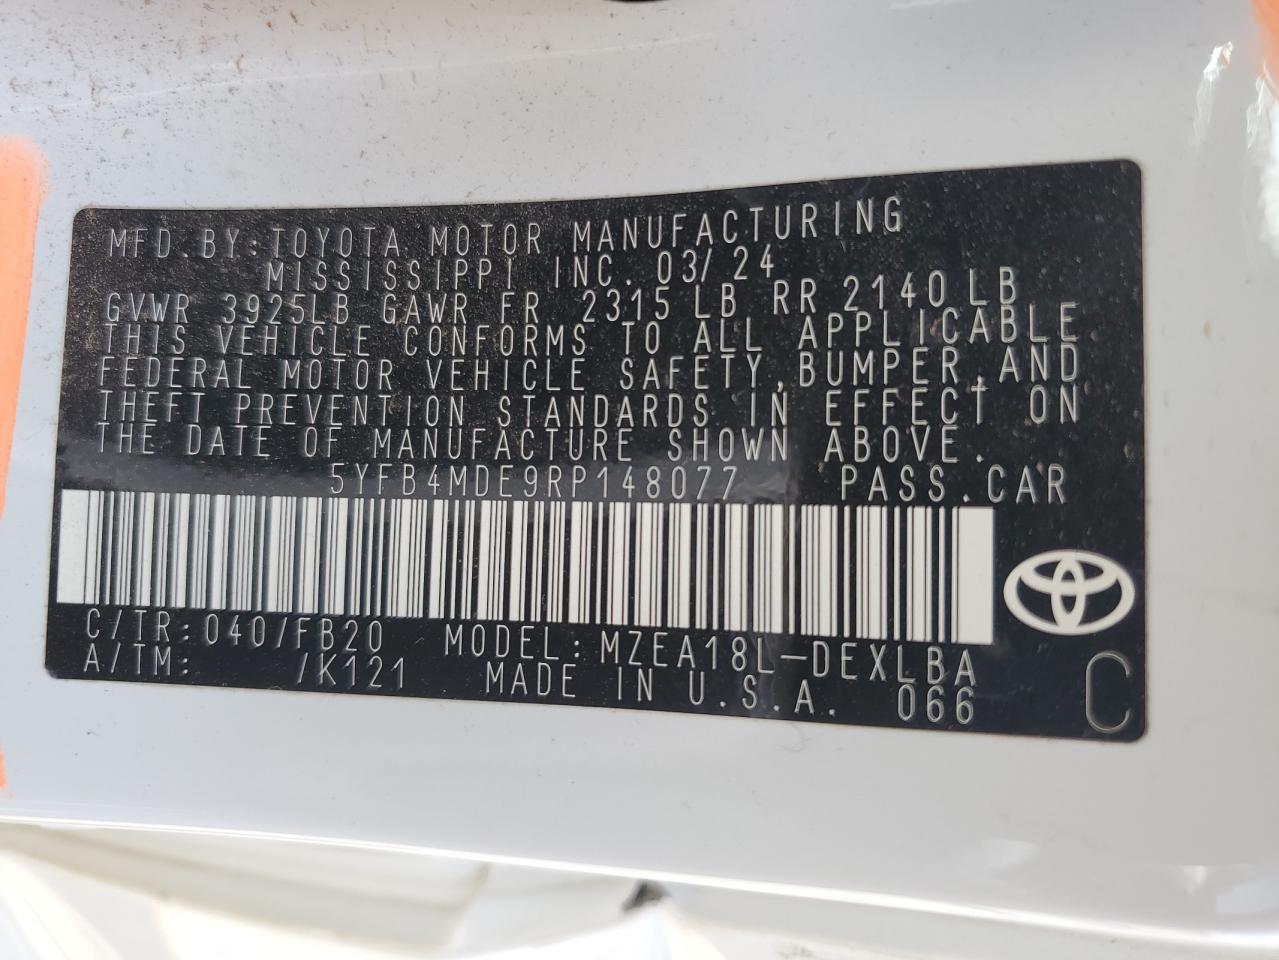 MFD.BY:TOYOTA MOTOR MANUFACTURING
MISSISSIPPI INC. 03/24
GVWR 3925LB GAWR FR 2315 LB RR 2140 LB
THIS VEHICLE CONFORMS TO ALL APPLICABLE
FEDERAL MOTOR VEHICLE SAFETY,BUMPER,AND
THEFT PREVENTION STANDARDS IN EFFECT ON
THE DATE OF MANUFACTURE SHOWN ABOVE.
5YFB4MDE9RP148077 PASS.CAR
C/TR:040/FB20 MODEL:MZEA18L-DEXLBA
A/TM: /K121 MADE IN U.S.A. 066
C